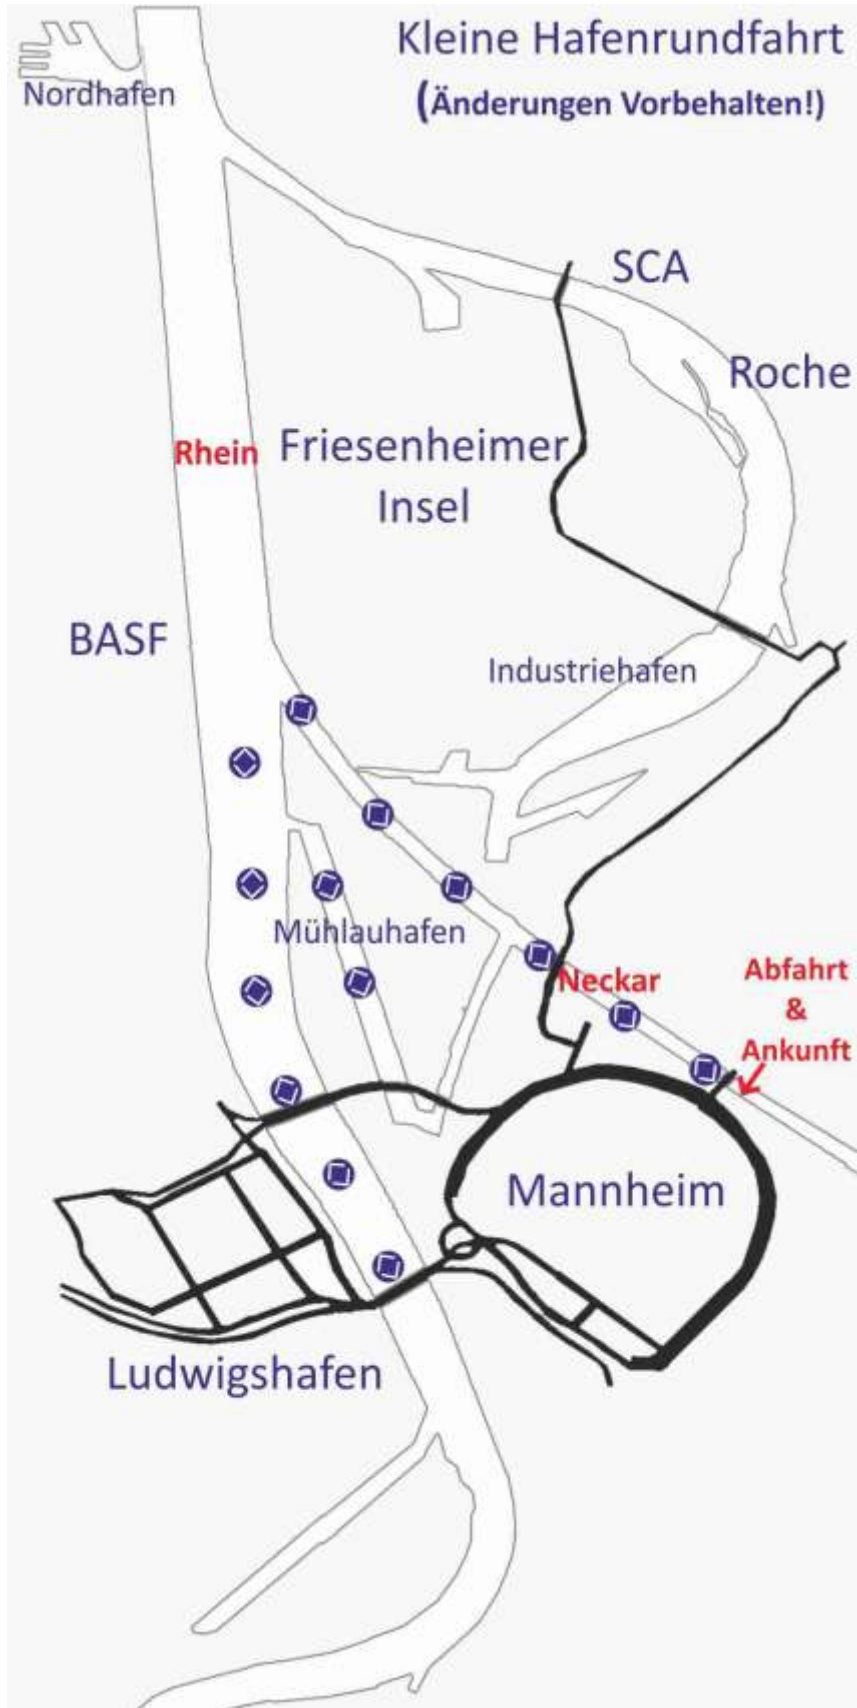 Kleine Hafenrundfahrt
(Änderungen Vorbehalten!)
Nordhafen
SCA
Roche
Rhein
Friesenheimer
Insel
BASF
Industriehafen
Mühlauhafen
Neckar
Abfahrt
&
Ankunft
Mannheim
Ludwigshafen